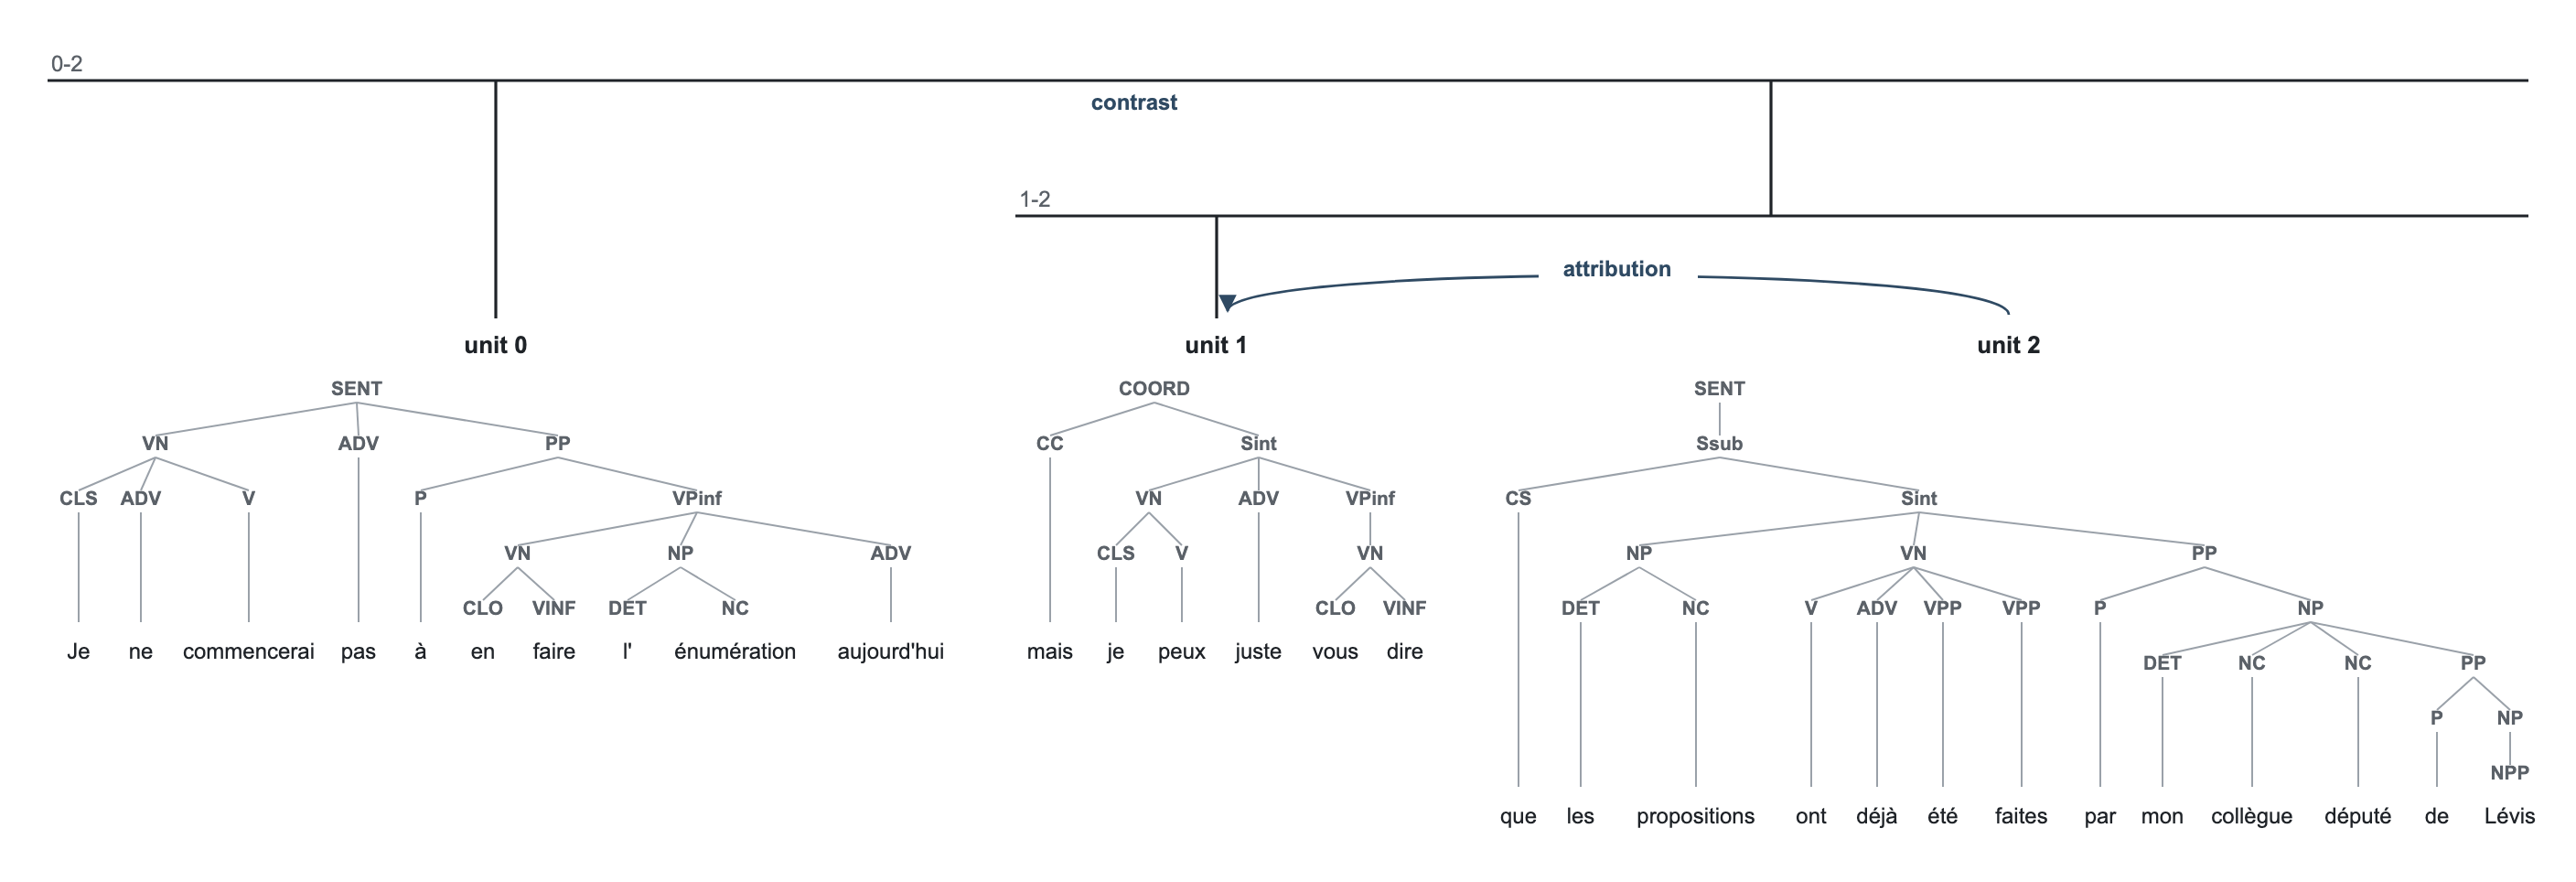 0-2
contrast
1-2
attribution
unit 0 unit 1 unit 2
SENT COORD SENT
VN ADV PP CC Sint Ssub
CLS ADV V P VPinf VN ADV VPinf CS Sint
VN NP ADV CLS V VN NP VN PP
CLO VINF DET NC CLO VINF DET NC V ADV VPP VPP P NP
Je ne commencerai pas à en faire l' énumération aujourd'hui mais je peux juste vous dire
DET NC NC PP
P NP
NPP
que les propositions ont déjà été faites par mon collègue député de Lévis